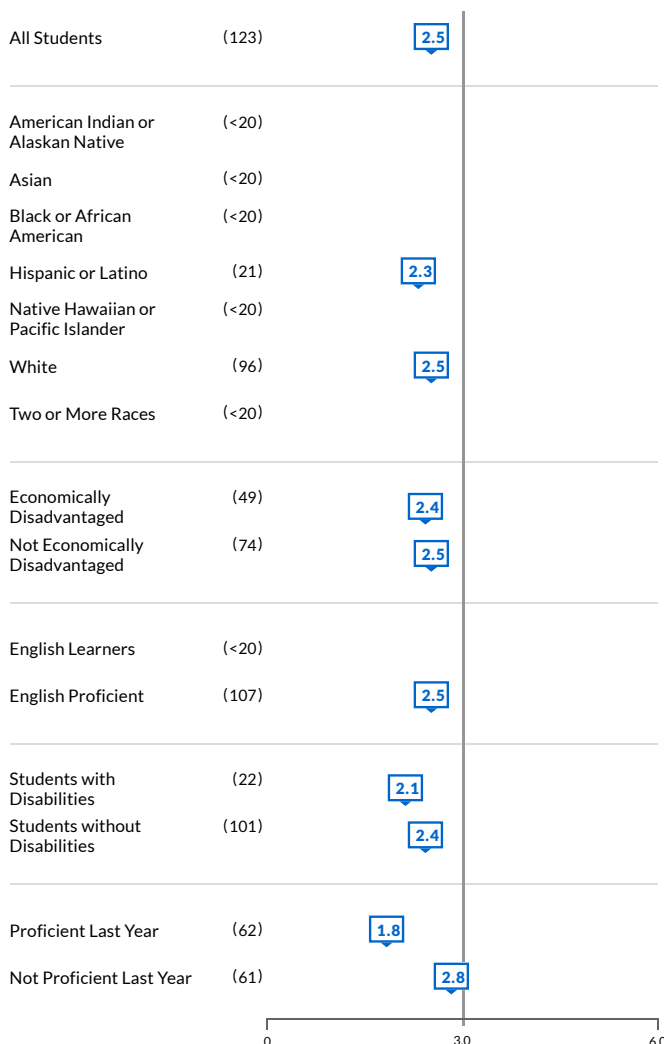 All Students (123) 2.5
American Indian or (<20)
Alaskan Native
Asian (<20)
Black or African (<20)
American
Hispanic or Latino (21) 2.3
Native Hawaiian or (<20)
Pacific Islander
White (96) 2.5
Two or More Races (<20)
Economically (49) 2.4
Disadvantaged
Not Economically (74) 2.5
Disadvantaged
English Learners (<20)
English Proficient (107) 2.5
Students with (22) 2.1
Disabilities
Students without (101) 2.4
Disabilities
Proficient Last Year (62) 1.8
Not Proficient Last Year (61) 2.8
0 3.0 6.0